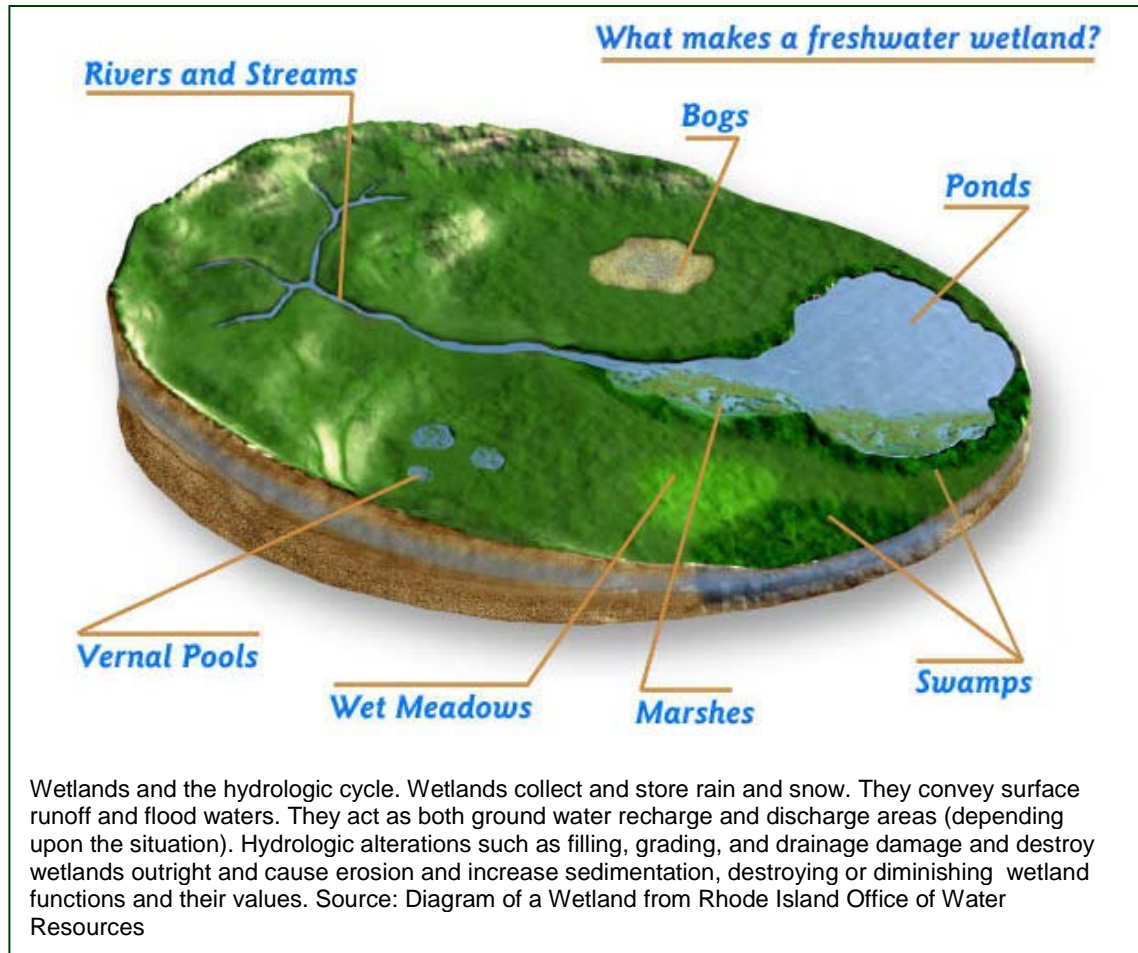 What makes a freshwater wetland?
Rivers and Streams
Bogs
Ponds
Vernal Pools
Wet Meadows
Marshes
Swamps
Wetlands and the hydrologic cycle. Wetlands collect and store rain and snow. They convey surface
runoff and flood waters. They act as both ground water recharge and discharge areas (depending
upon the situation). Hydrologic alterations such as filling, grading, and drainage damage and destroy
wetlands outright and cause erosion and increase sedimentation, destroying or diminishing  wetland
functions and their values. Source: Diagram of a Wetland from Rhode Island Office of Water
Resources